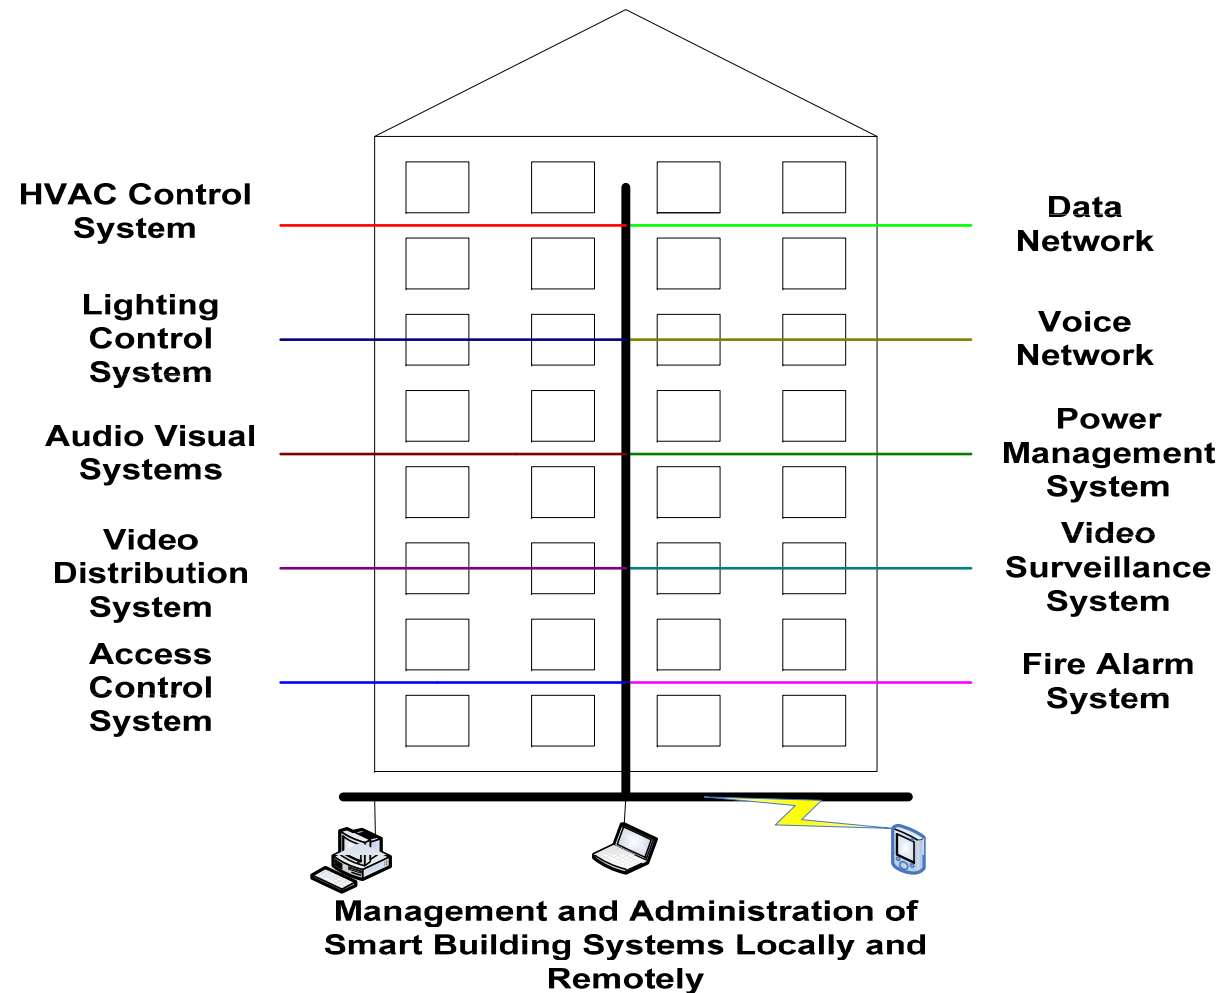 HVAC Control
System
Lighting
Control
System
Audio Visual
Systems
Video
Distribution
System
Access
Control
System
Data
Network
Voice
Network
Power
Management
System
Video
Surveillance
System
Fire Alarm
System
Management and Administration of
Smart Building Systems Locally and
Remotely